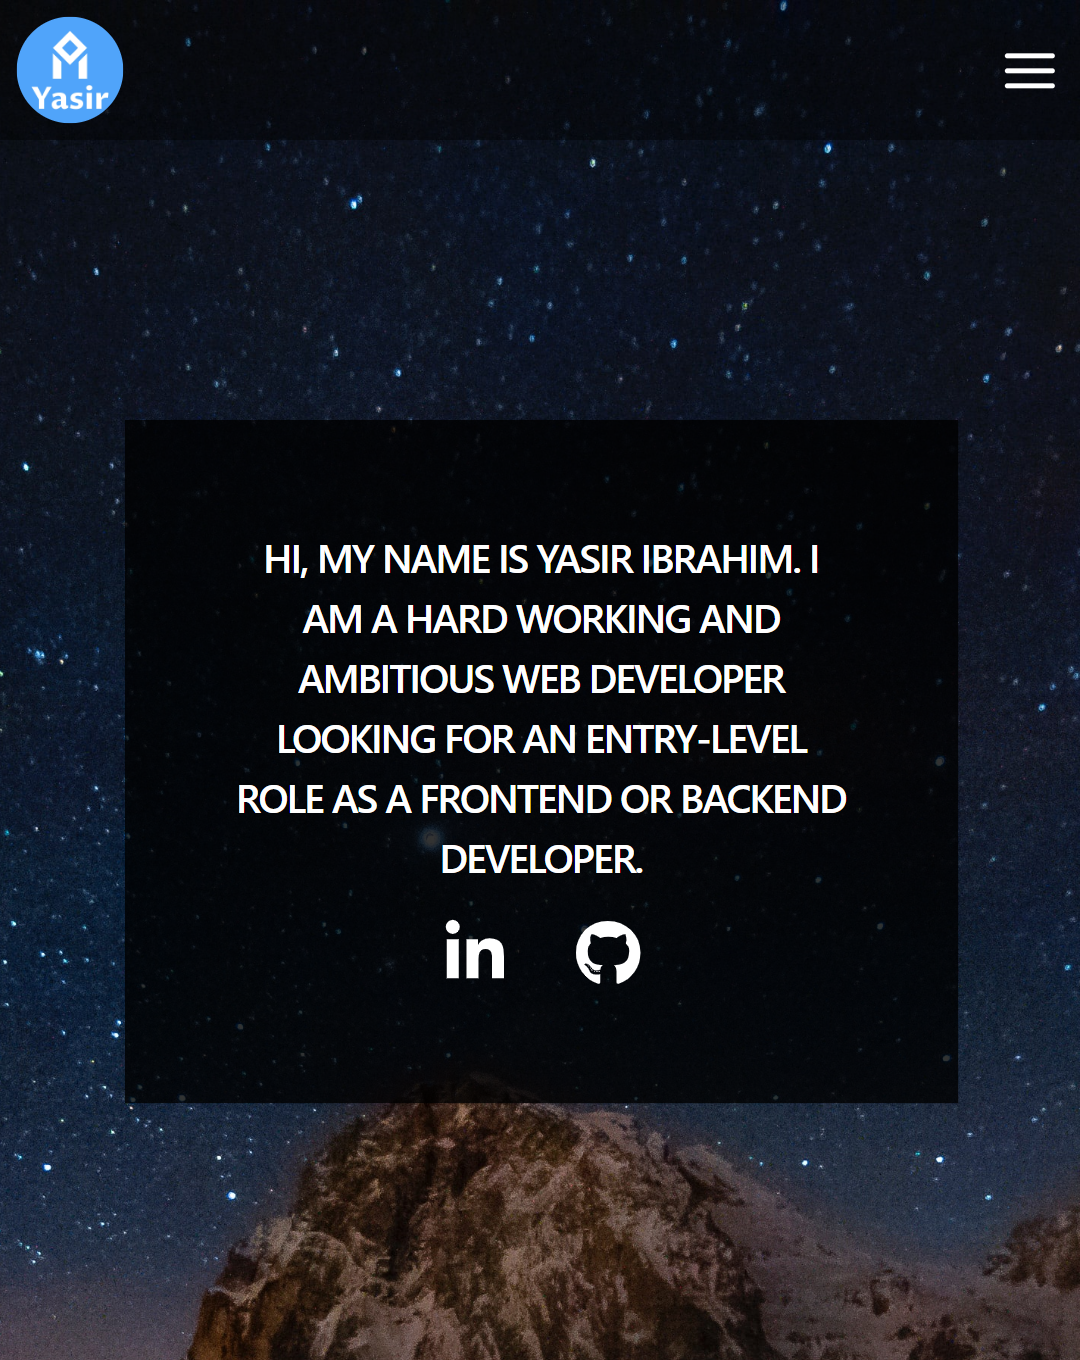 Yasir
HI, MY NAME IS YASIR IBRAHIM. I
AM A HARD WORKING AND
AMBITIOUS WEB DEVELOPER
LOOKING FOR AN ENTRY-LEVEL
ROLE AS A FRONTEND OR BACKEND
DEVELOPER.
in